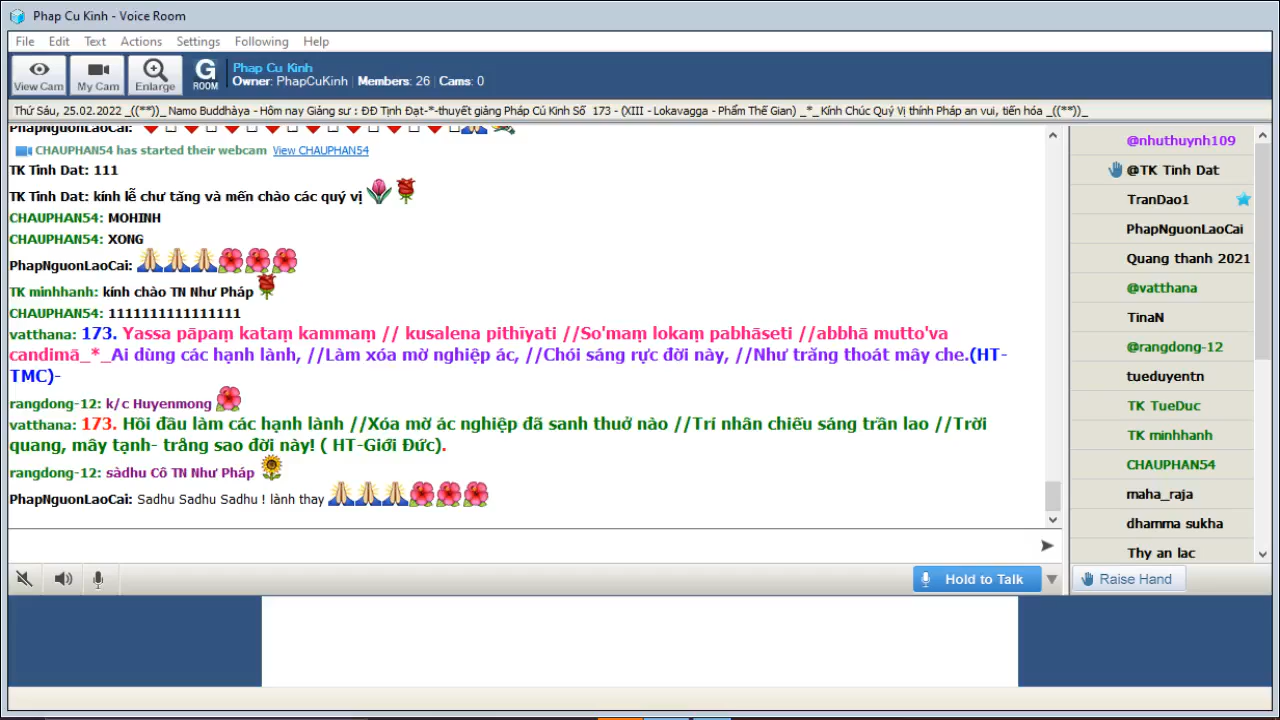 Phap Cu Kinh - Voice Room
File Edit Text Actions Settings Following Help
View Cam My Cam Enlarge G ROOM
Phap Cu Kinh
Owner: PhapCuKinh | Members: 26 | Cams: 0
Thứ Sáu, 25.02.2022 _((**))_ Namo Buddhàya - Hôm nay Giảng sư : ĐĐ Tịnh Đạt-*-thuyết giảng Pháp Cú Kinh Số 173 - (XIII - Lokavagga - Phẩm Thế Gian) _*_ Kính Chúc Quý Vị thính Pháp an vui, tiến hóa _((**))_
PhapNguonLaoCai:
CHAUPHAN54 has started their webcam View CHAUPHAN54
TK Tinh Dat: 111
TK Tinh Dat: kính lễ chư tăng và mến chào các quý vị
CHAUPHAN54: MOHINH
CHAUPHAN54: XONG
PhapNguonLaoCai:
TK minhhanh: kính chào TN Như Pháp
CHAUPHAN54: 1111111111111111
vatthana: 173. Yassa pāpaṃ kataṃ kammaṃ // kusalena pithīyati //So'maṃ lokaṃ pabhāseti //abbhā mutto'va
candimā_*_Ai dùng các hạnh lành, //Làm xóa mờ nghiệp ác, //Chói sáng rực đời này, //Như trăng thoát mây che.(HT-
TMC)-
rangdong-12: k/c Huyenmong
vatthana: 173. Hồi đầu làm các hạnh lành //Xóa mờ ác nghiệp đã sanh thuở nào //Trí nhân chiếu sáng trần lao //Trời
quang, mây tạnh- trắng sao đời này! ( HT-Giới Đức).
rangdong-12: sàdhu Cô TN Như Pháp
PhapNguonLaoCai: Sadhu Sadhu Sadhu ! lành thay
Hold to Talk
@nhuthuynh109
@TK Tinh Dat
TranDao1
PhapNguonLaoCai
Quang thanh 2021
@vatthana
TinaN
@rangdong-12
tueduyentn
TK TueDuc
TK minhhanh
CHAUPHAN54
maha_raja
dhamma sukha
Thy an lac
Raise Hand